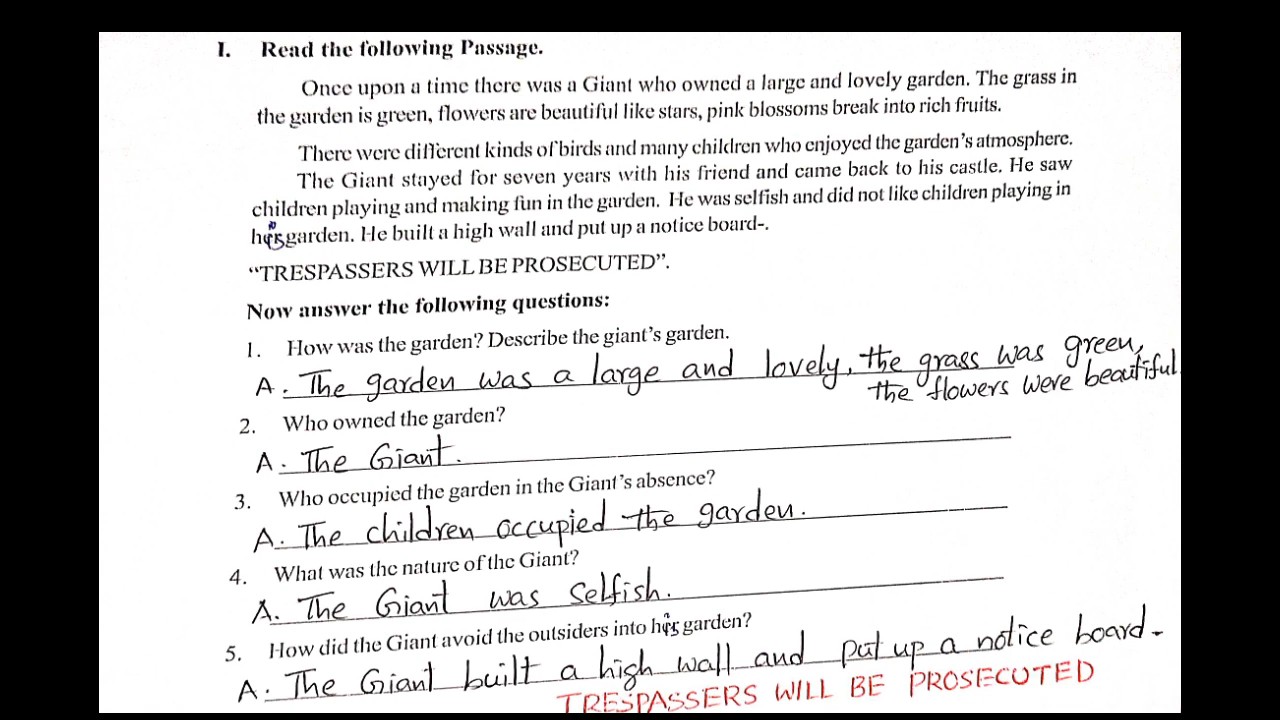 I. Read the following Passage.
Once upon a time there was a Giant who owned a large and lovely garden. The grass in
the garden is green, flowers are beautiful like stars, pink blossoms break into rich fruits.
There were different kinds of birds and many children who enjoyed the garden's atmosphere.
The Giant stayed for seven years with his friend and came back to his castle. He saw
children playing and making fun in the garden. He was selfish and did not like children playing in
his garden. He built a high wall and put up a notice board-.
“TRESPASSERS WILL BE PROSECUTED”.
Now answer the following questions:
1. How was the garden? Describe the giant's garden.
A. The garden was a large and lovely, the grass was green,
the flowers were beautiful.
2. Who owned the garden?
A. The Giant.
3. Who occupied the garden in the Giant's absence?
A. The children occupied the garden.
4. What was the nature of the Giant?
A. The Giant was selfish.
5. How did the Giant avoid the outsiders into his garden?
A. The Giant built a high wall and put up a notice board-
TRESPASSERS WILL BE PROSECUTED